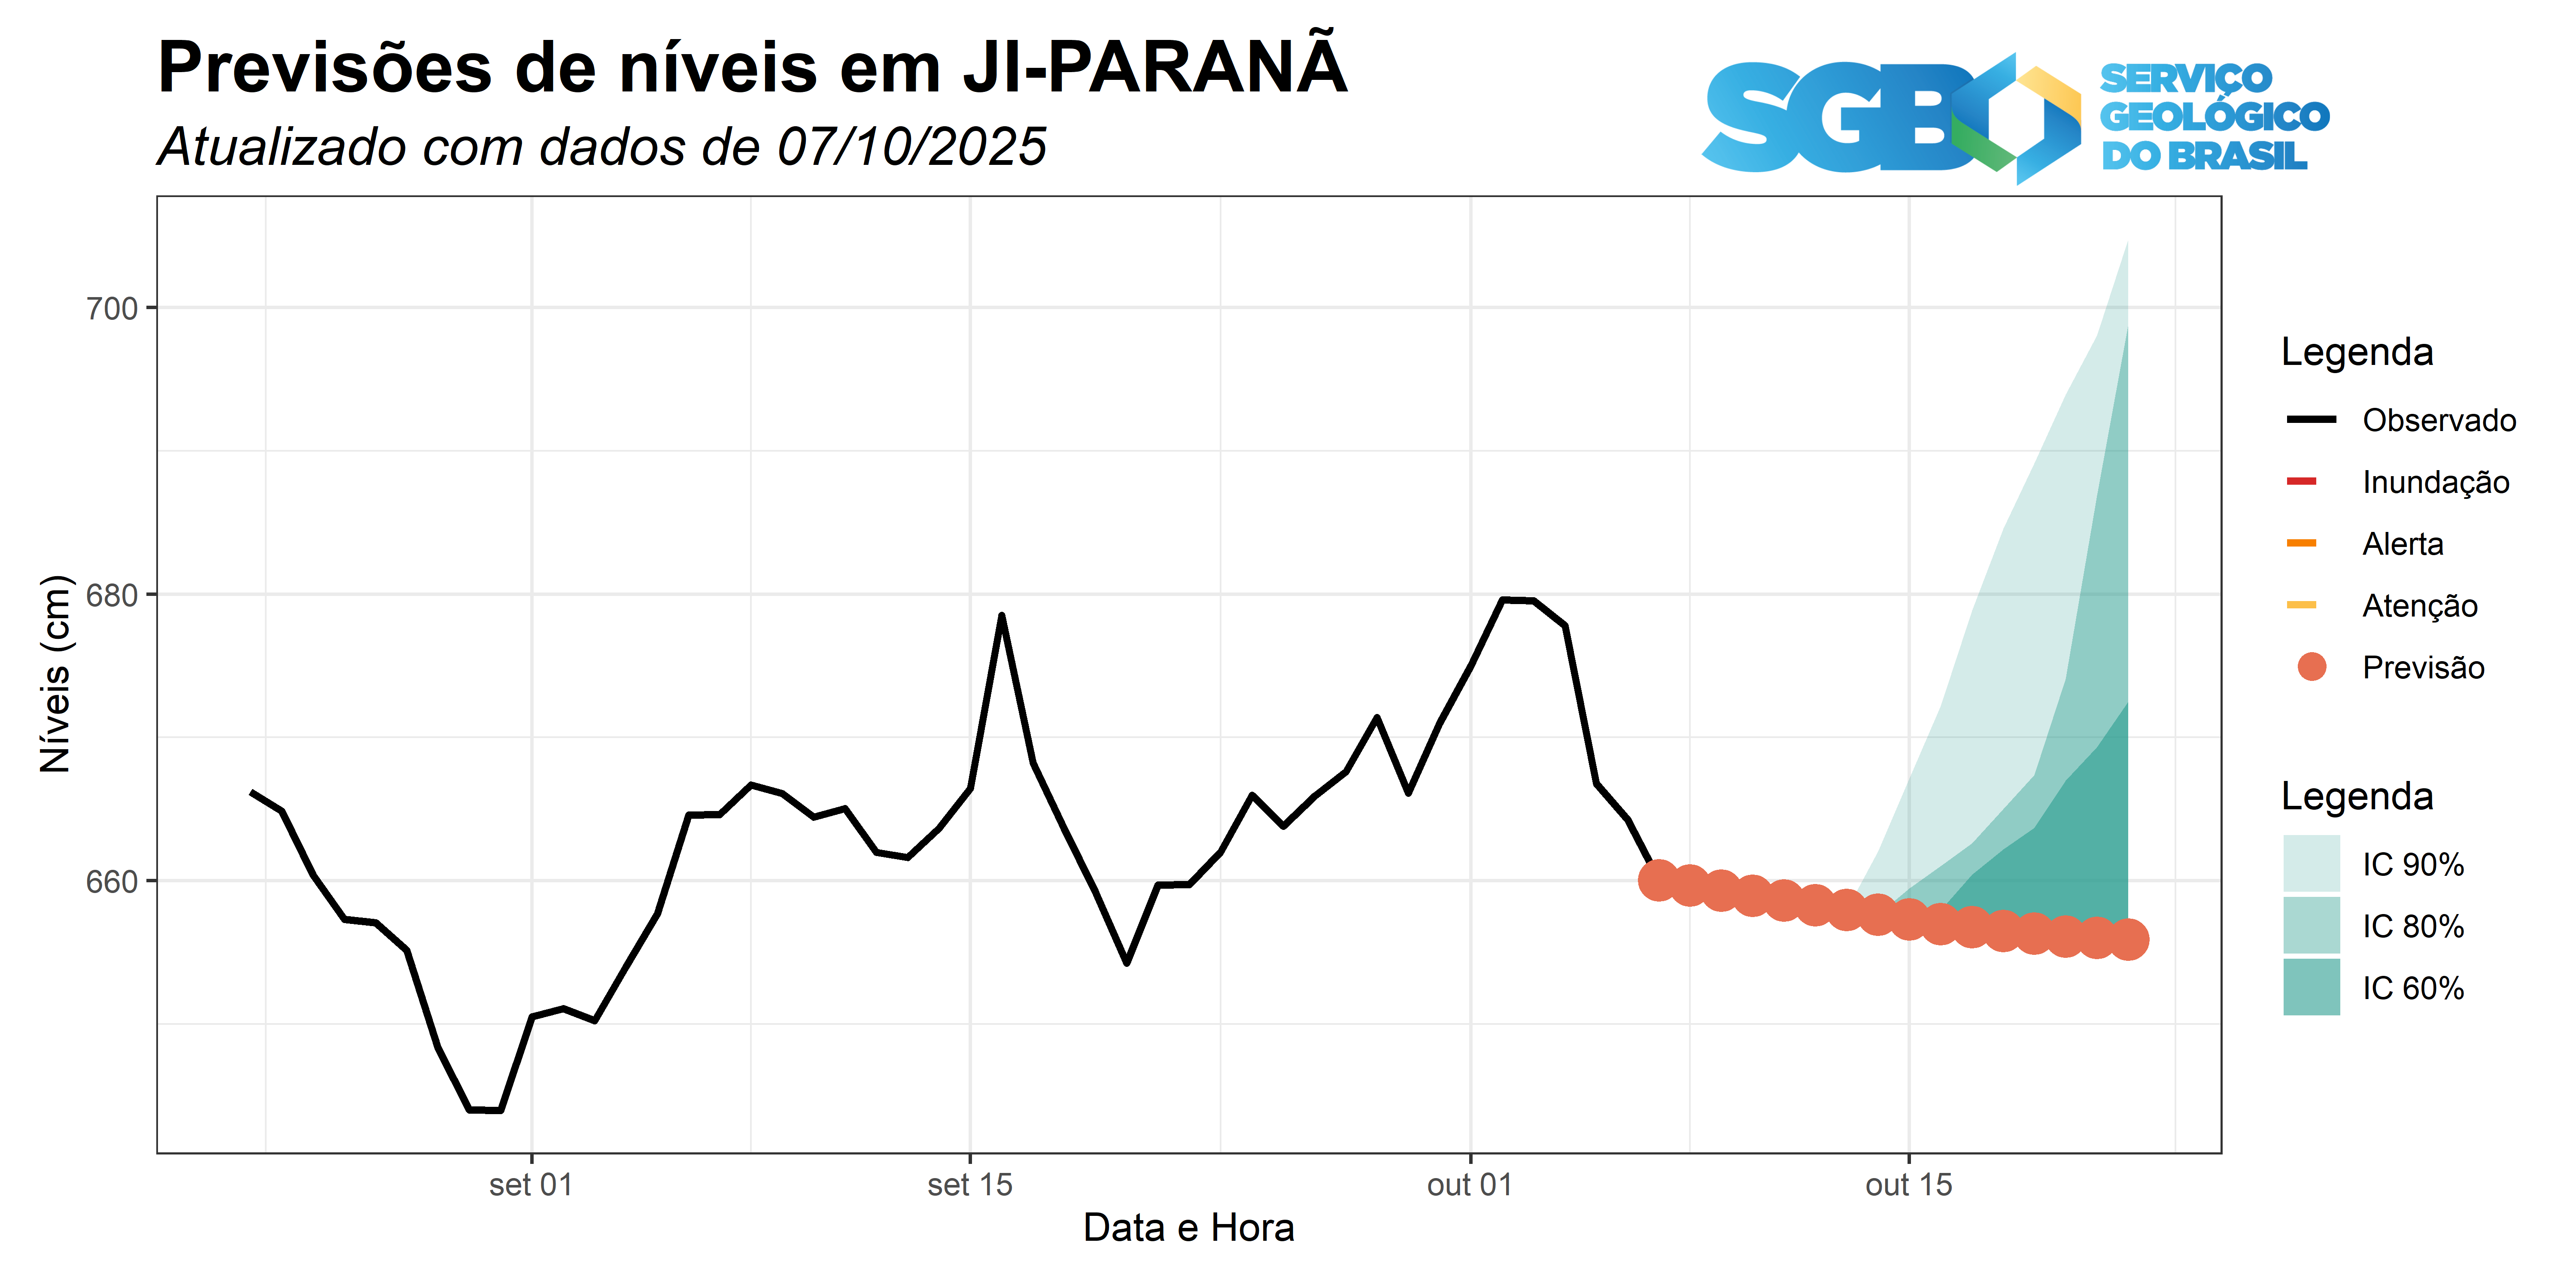 Previsões de níveis em JI-PARANÃ
Atualizado com dados de 07/10/2025
SGB
SERVIÇO
GEOLÓGICO
DO BRASIL
Níveis (cm)
700
680
660
set 01
set 15
out 01
out 15
Data e Hora
Legenda
Observado
Inundação
Alerta
Atenção
Previsão
Legenda
IC 90%
IC 80%
IC 60%